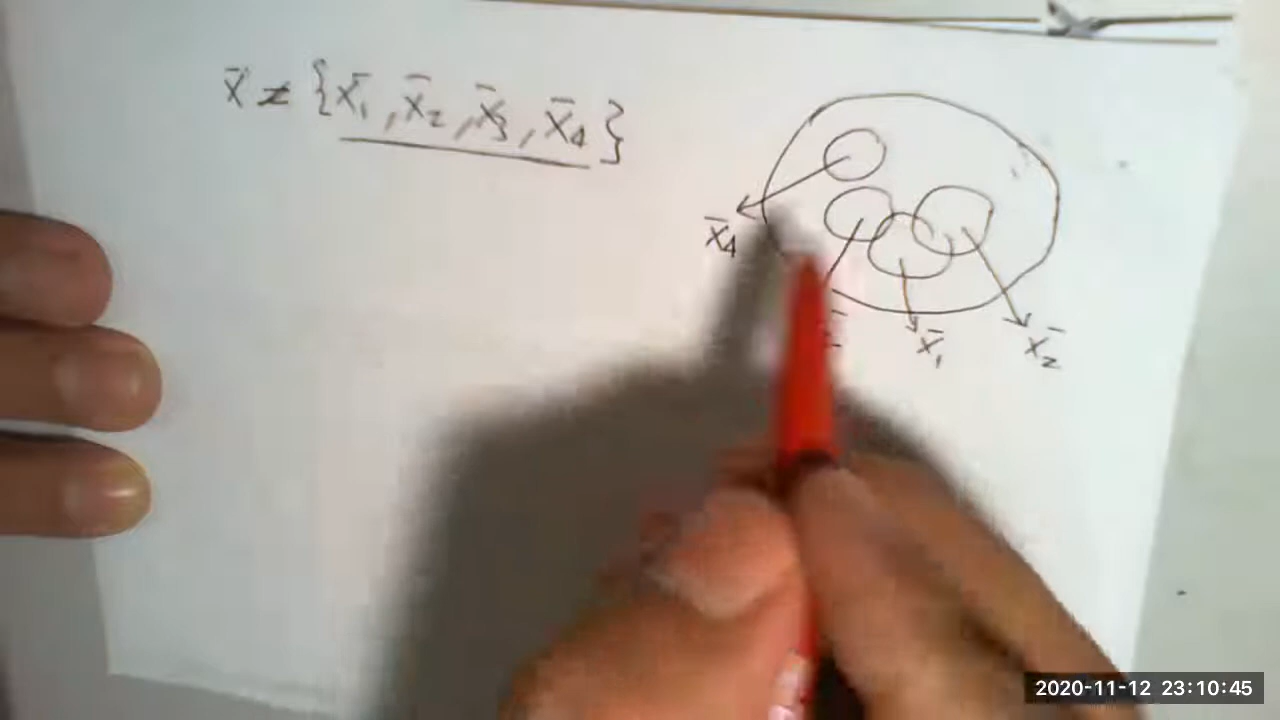 x̄ ≠ {x̄₁, x̄₂, x̄₃, x̄₄}
x̄₄
x̄₁
x̄₂
2020-11-12 23:10:45